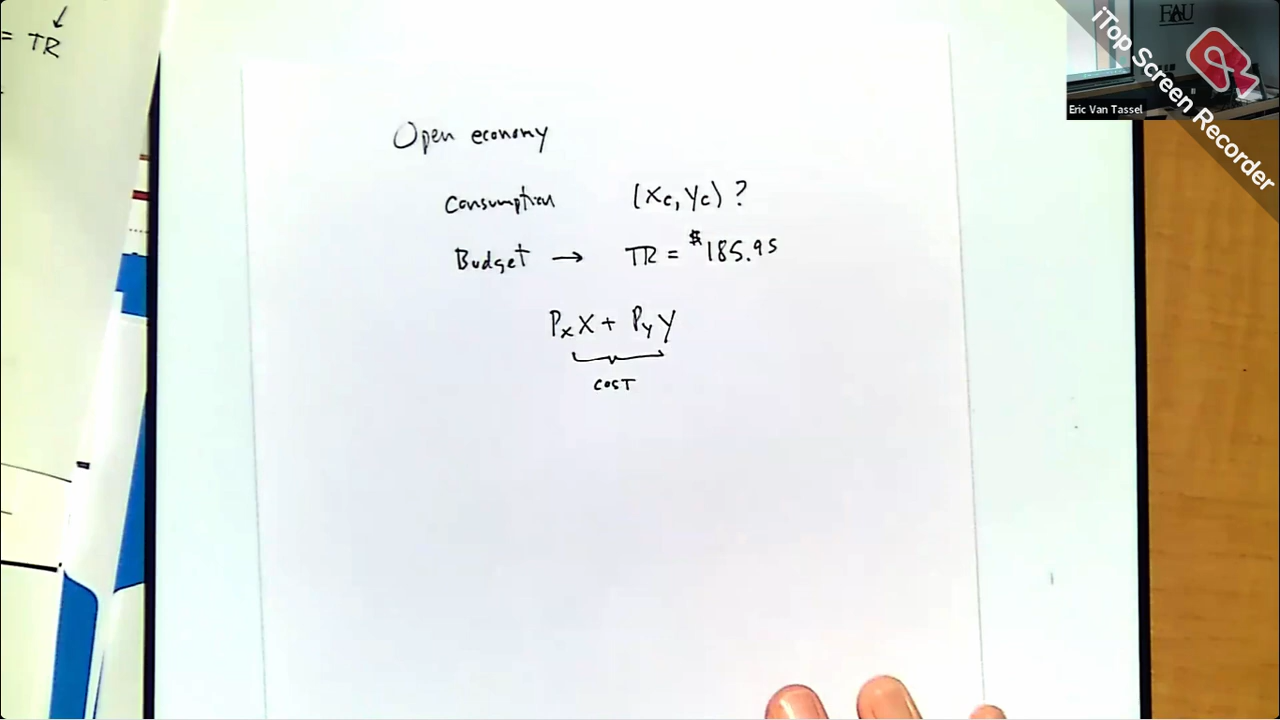 = TR
Open economy
Consumption (Xc, Yc) ?
Budget → TR = $185.95
PxX + PyY
COST
FAU
Eric Van Tassel
iTop Screen Recorder